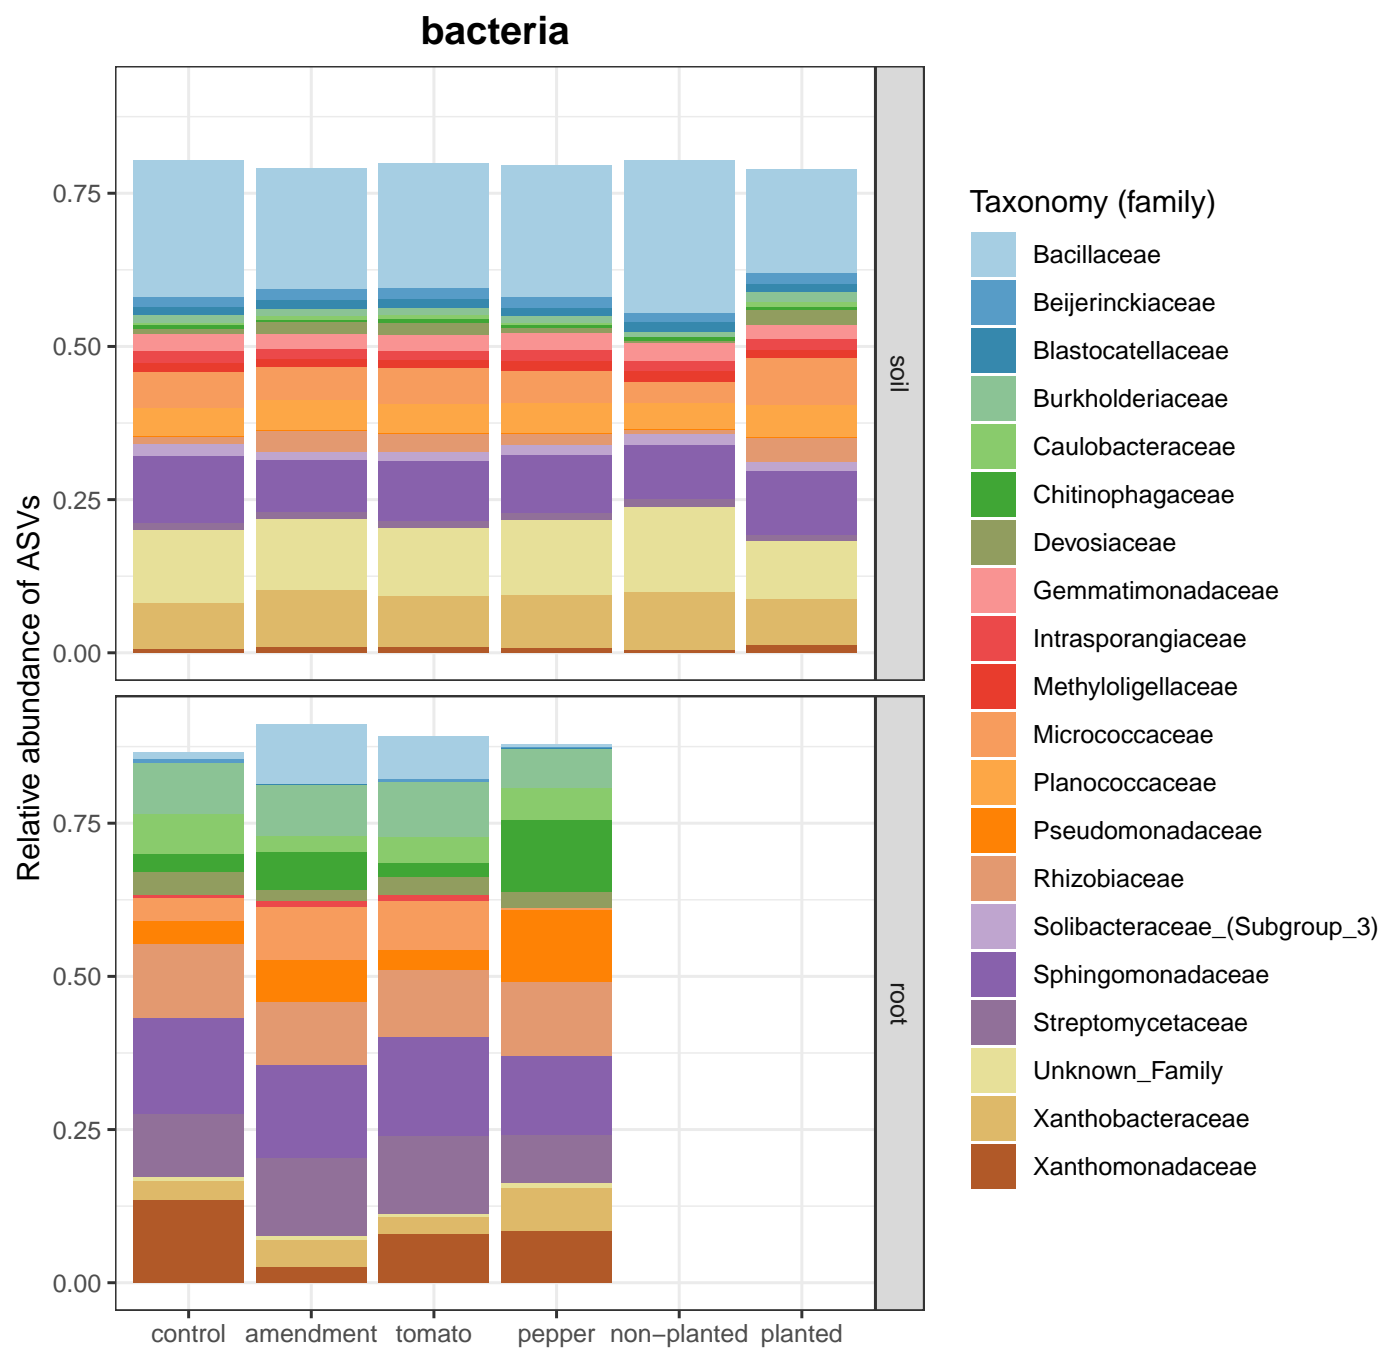 bacteria
Relative abundance of ASVs
0.75
0.50
0.25
0.00
soil
0.75
0.50
0.25
0.00
root
control amendment tomato pepper non−planted planted
Taxonomy (family)
Bacillaceae
Beijerinckiaceae
Blastocatellaceae
Burkholderiaceae
Caulobacteraceae
Chitinophagaceae
Devosiaceae
Gemmatimonadaceae
Intrasporangiaceae
Methyloligellaceae
Micrococcaceae
Planococcaceae
Pseudomonadaceae
Rhizobiaceae
Solibacteraceae_(Subgroup_3)
Sphingomonadaceae
Streptomycetaceae
Unknown_Family
Xanthobacteraceae
Xanthomonadaceae